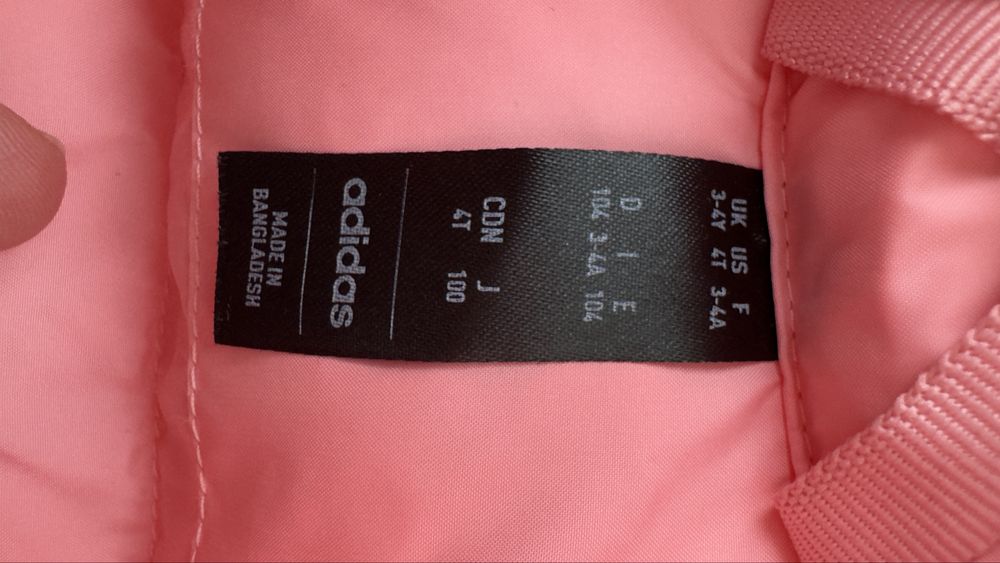 UK US F
3-4Y 4T 3-4A
D I E
104 3-4A 104
CDN J
4T 100
adidas
MADE IN
BANGLADESH